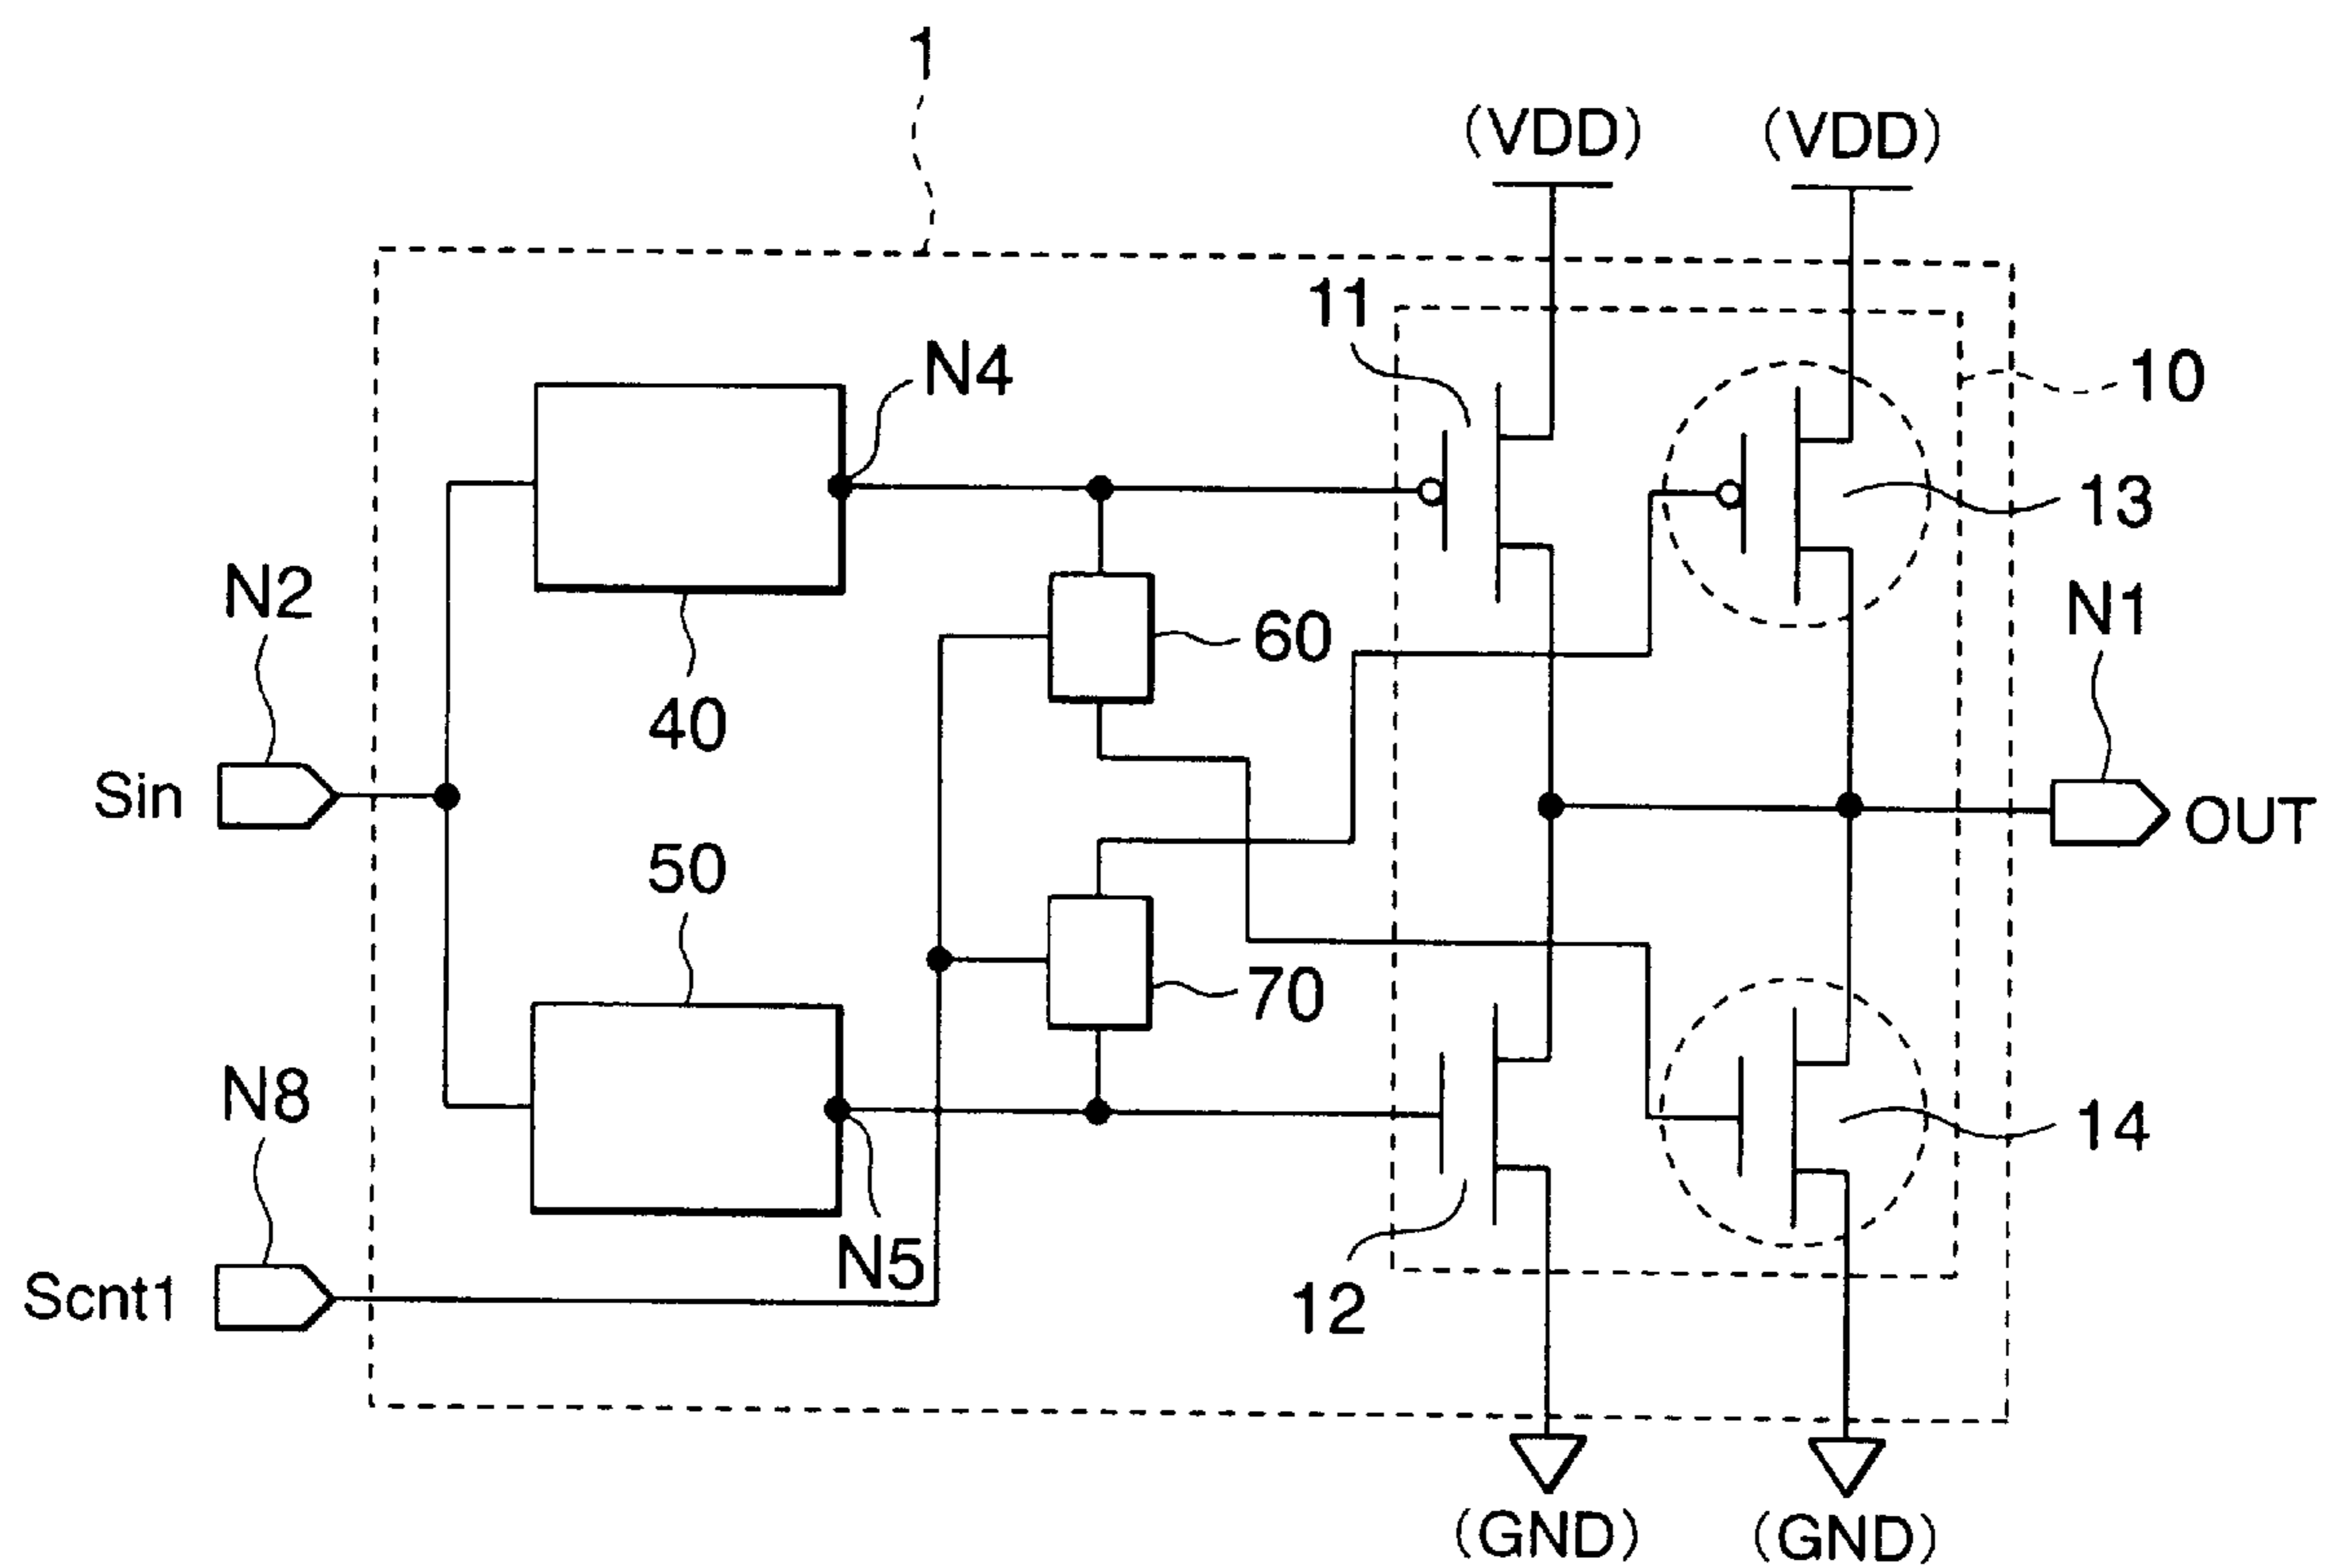 1
(VDD) (VDD)
11
N4
10
13
N2
60
N1
40
Sin
OUT
50
70
N8
14
N5
Scnt1
12
(GND) (GND)